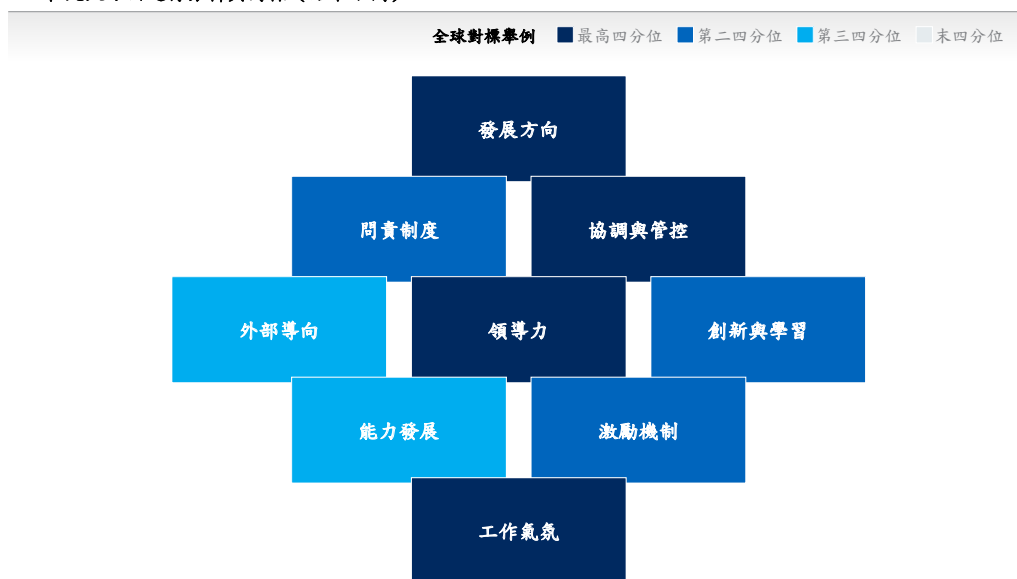 全球對標舉例 最高四分位 第二四分位 第三四分位 末四分位
發展方向
問責制度 協調與管控
外部導向 領導力 創新與學習
能力發展 激勵機制
工作氣氛